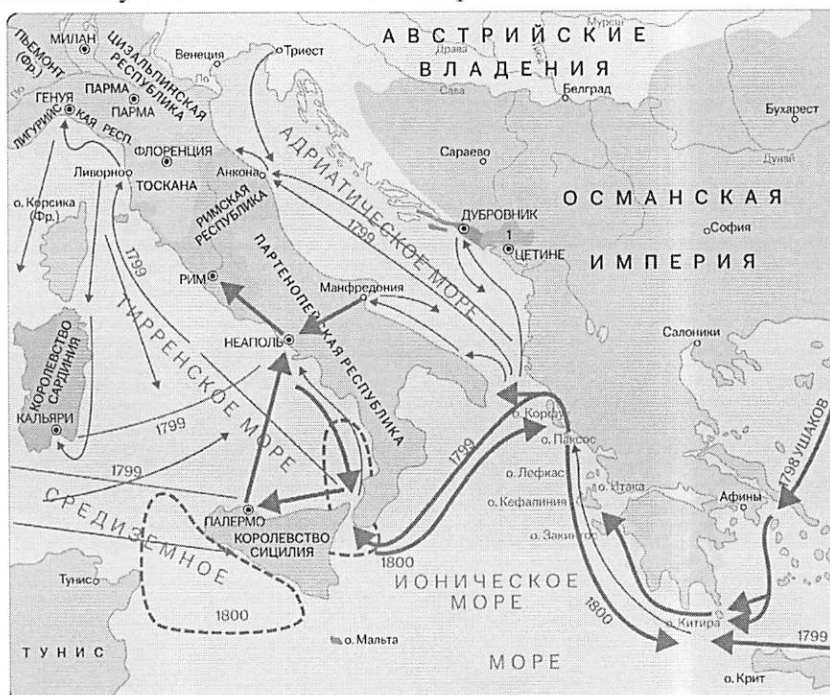 МИЛАН
ПЬЕМОНТ
(Фр.)
ЦИЗАЛЬПИНСКАЯ
РЕСПУБЛИКА
Венеция
Триест
По
АВСТРИЙСКИЕ
ВЛАДЕНИЯ
Муреш
Драва
Сава
Белград
Бухарест
Дунай
По
ПАРМА
ПАРМА
ГЕНУЯ
ЛИГУРИЙСКАЯ РЕСП.
ФЛОРЕНЦИЯ
Ливорно
ТОСКАНА
Анкона
АДРИАТИЧЕСКОЕ МОРЕ
1799
Сараево
о. Корсика
(Фр.)
РИМСКАЯ
РЕСПУБЛИКА
ДУБРОВНИК
1
ЦЕТИНЕ
ОСМАНСКАЯ
ИМПЕРИЯ
София
1799
РИМ
ПАРТЕНОПЕЙСКАЯ РЕСПУБЛИКА
Манфредония
ТИРРЕНСКОЕ МОРЕ
НЕАПОЛЬ
Салоники
КОРОЛЕВСТВО
САРДИНИЯ
КАЛЬЯРИ
1799
1799
о. Корфу
о. Паксос
1799
о. Лефкас
о. Итака
о. Кефалиния
о. Закинтос
Афины
1798 УШАКОВ
СРЕДИЗЕМНОЕ
ПАЛЕРМО
КОРОЛЕВСТВО
СИЦИЛИЯ
1800
1800
ИОНИЧЕСКОЕ
МОРЕ
1800
о. Китира
1799
Тунис
ТУНИС
о. Мальта
МОРЕ
о. Крит